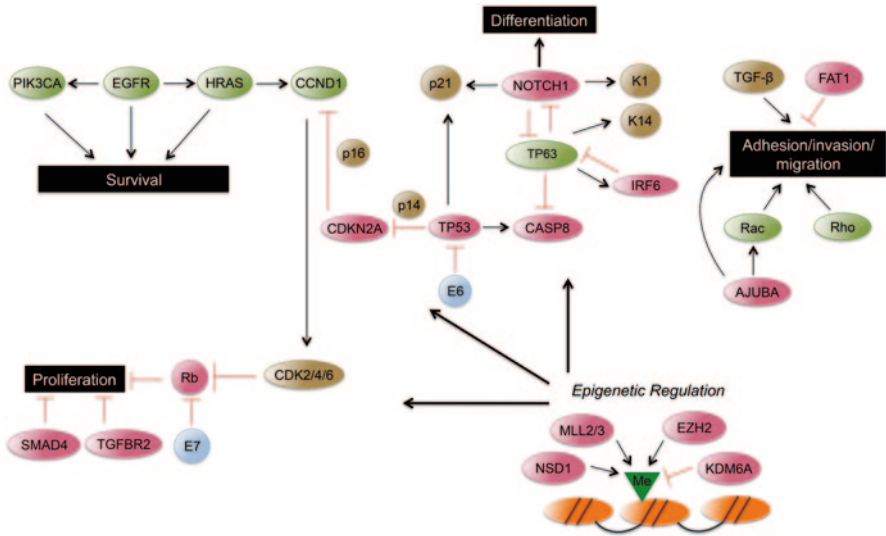 Differentiation
PIK3CA
EGFR
HRAS
CCND1
p21
NOTCH1
K1
TGF-β
FAT1
K14
p16
TP63
Adhesion/invasion/
migration
Survival
IRF6
p14
CDKN2A
TP53
CASP8
Rac
Rho
E6
AJUBA
Proliferation
Rb
CDK2/4/6
Epigenetic Regulation
SMAD4
TGFBR2
E7
MLL2/3
EZH2
NSD1
Me
KDM6A